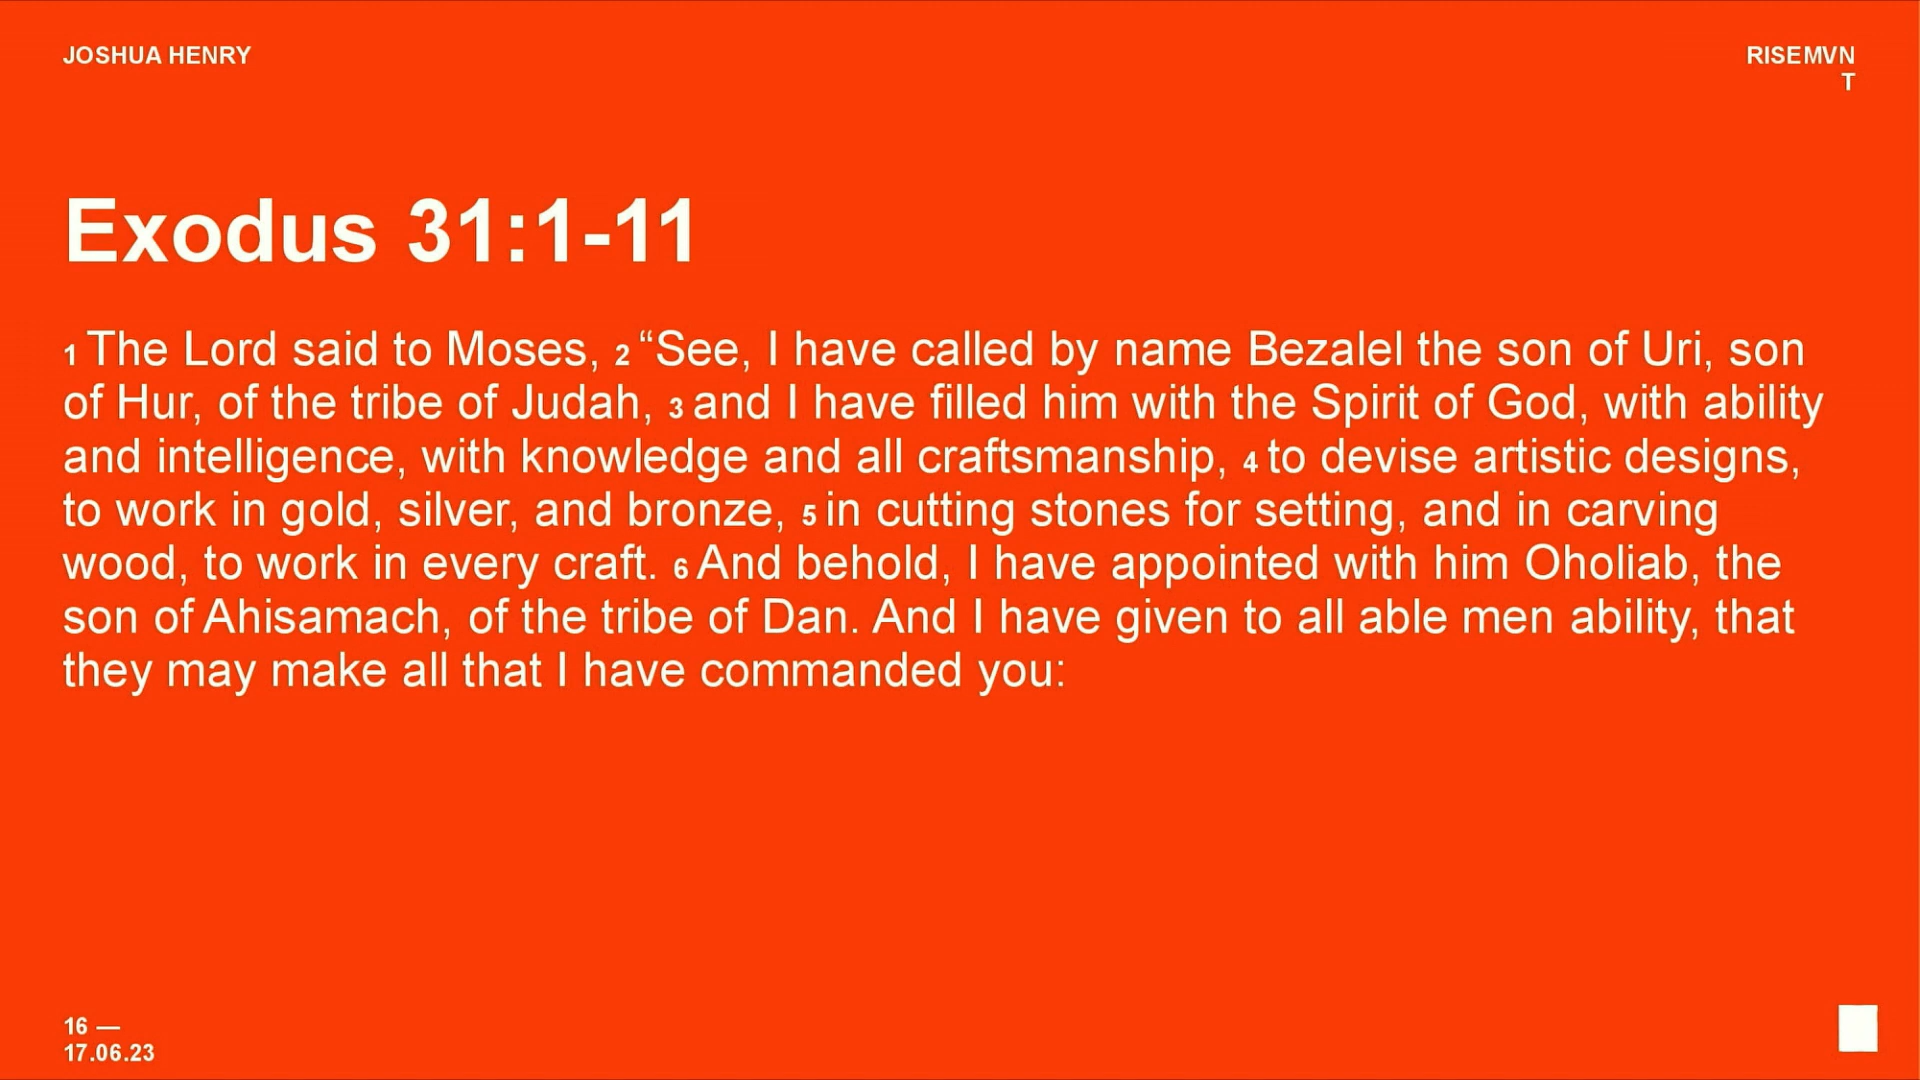 JOSHUA HENRY
RISEMVN
T
Exodus 31:1-11
1 The Lord said to Moses, 2 “See, I have called by name Bezalel the son of Uri, son
of Hur, of the tribe of Judah, 3 and I have filled him with the Spirit of God, with ability
and intelligence, with knowledge and all craftsmanship, 4 to devise artistic designs,
to work in gold, silver, and bronze, 5 in cutting stones for setting, and in carving
wood, to work in every craft. 6 And behold, I have appointed with him Oholiab, the
son of Ahisamach, of the tribe of Dan. And I have given to all able men ability, that
they may make all that I have commanded you:
16 —
17.06.23